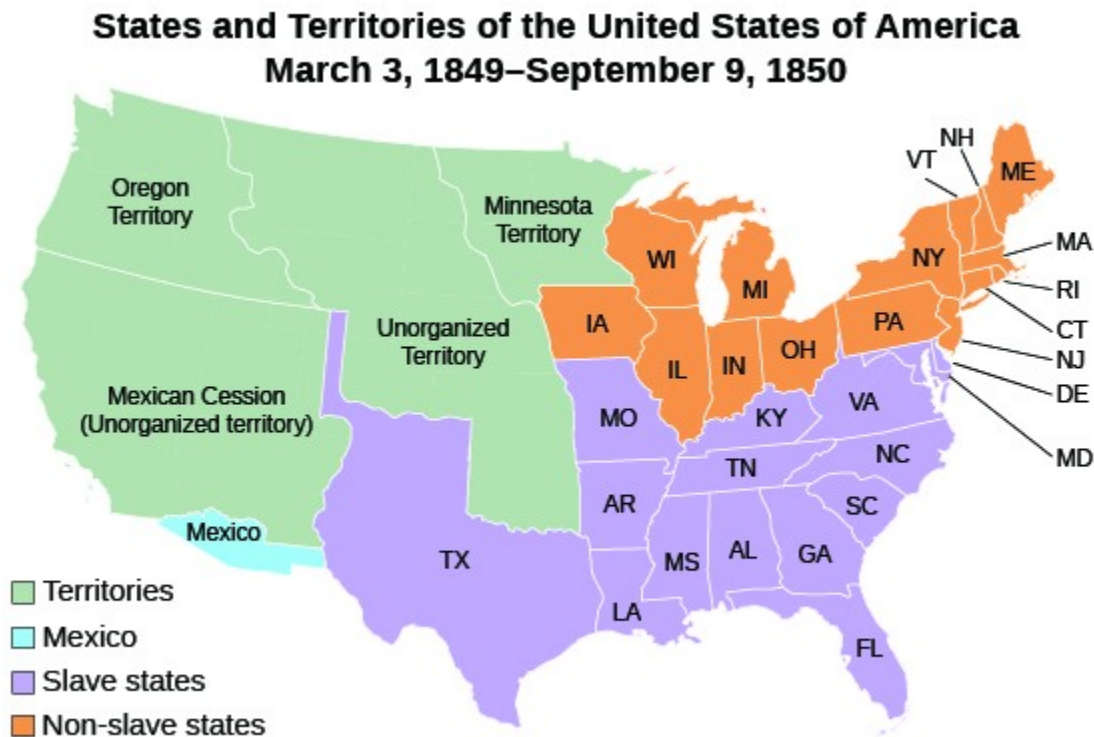 States and Territories of the United States of America
March 3, 1849–September 9, 1850
NH
VT
ME
Oregon
Territory
Minnesota
Territory
MA
WI
NY
MI
RI
IA
PA
CT
Unorganized
Territory
OH
NJ
IL
IN
DE
Mexican Cession
(Unorganized territory)
MO
KY
VA
MD
TN
NC
AR
SC
Mexico
TX
MS
AL
GA
LA
FL
Territories
Mexico
Slave states
Non-slave states